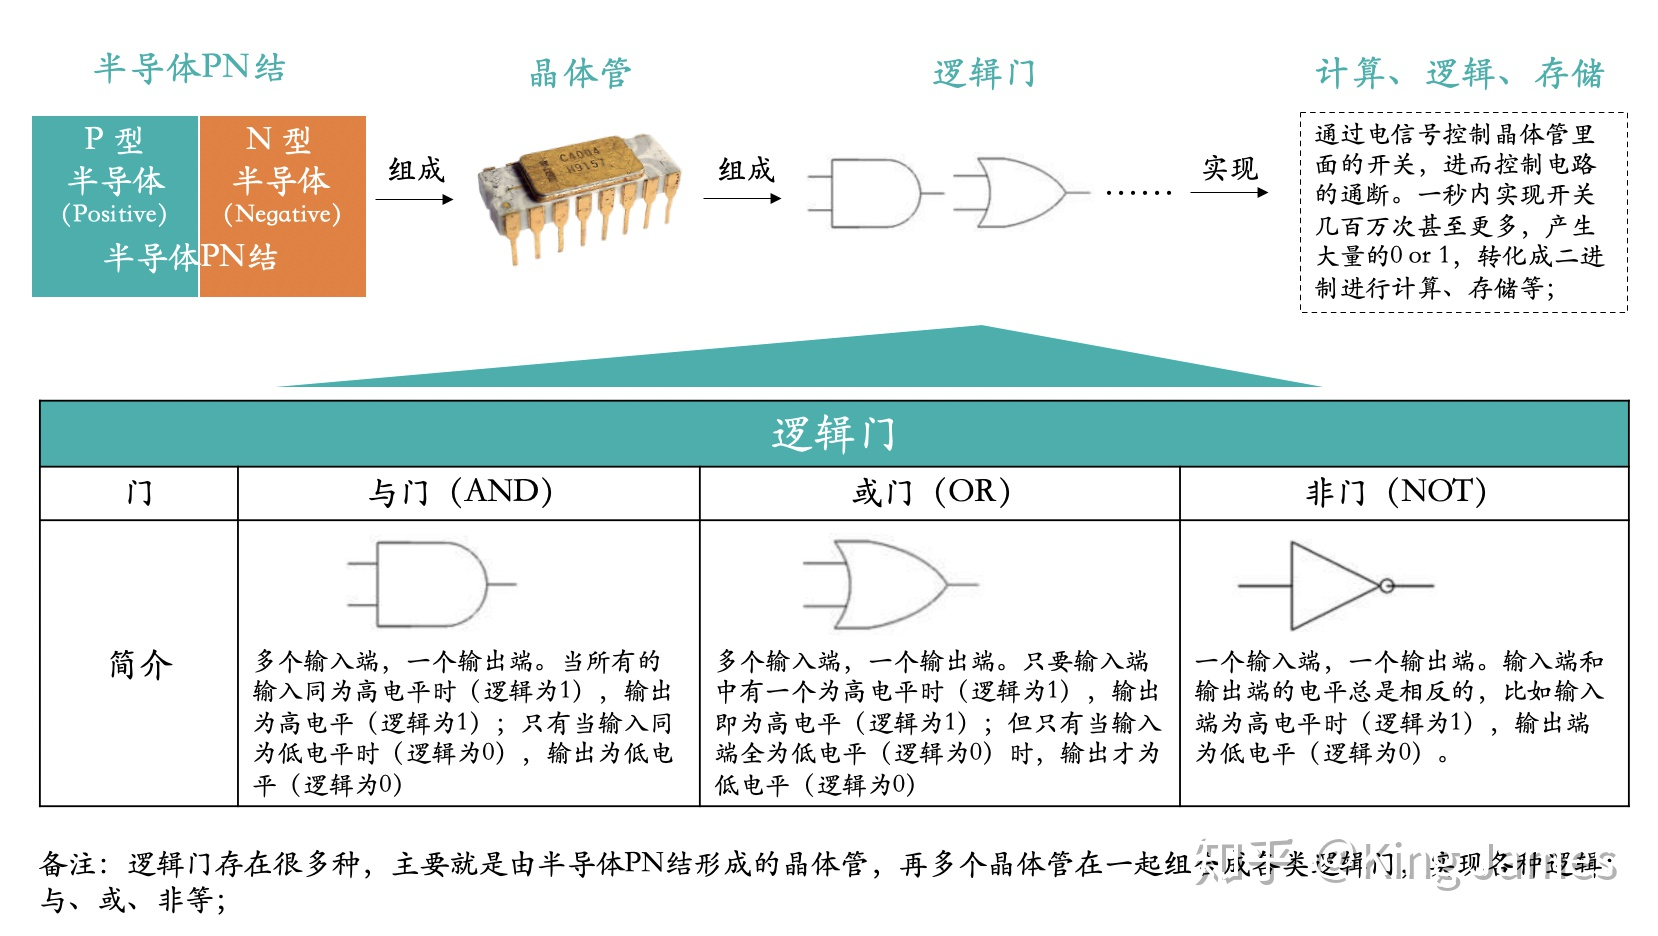 半导体PN结
晶体管
逻辑门
计算、逻辑、存储
P 型
半导体
(Positive)
N 型
半导体
(Negative)
半导体PN结
组成
C4004
组成
……
实现
通过电信号控制晶体管里
面的开关，进而控制电路
的通断。一秒内实现开关
几百万次甚至更多，产生
大量的0 or 1，转化成二进
制进行计算、存储等；
逻辑门
门
与门（AND）
或门（OR）
非门（NOT）
简介
多个输入端，一个输出端。当所有的
输入同为高电平时（逻辑为1），输出
为高电平（逻辑为1）；只有当输入同
为低电平时（逻辑为0），输出为低电
平（逻辑为0）
多个输入端，一个输出端。只要输入端
中有一个为高电平时（逻辑为1），输出
即为高电平（逻辑为1）；但只有当输入
端全为低电平（逻辑为0）时，输出才为
低电平（逻辑为0）
一个输入端，一个输出端。输入端和
输出端的电平总是相反的，比如输入
端为高电平时（逻辑为1），输出端
为低电平（逻辑为0）。
备注：逻辑门存在很多种，主要就是由半导体PN结形成的晶体管，再多个晶体管在一起组合成各类逻辑门，实现各种逻辑：
与、或、非等；
知乎 @King James